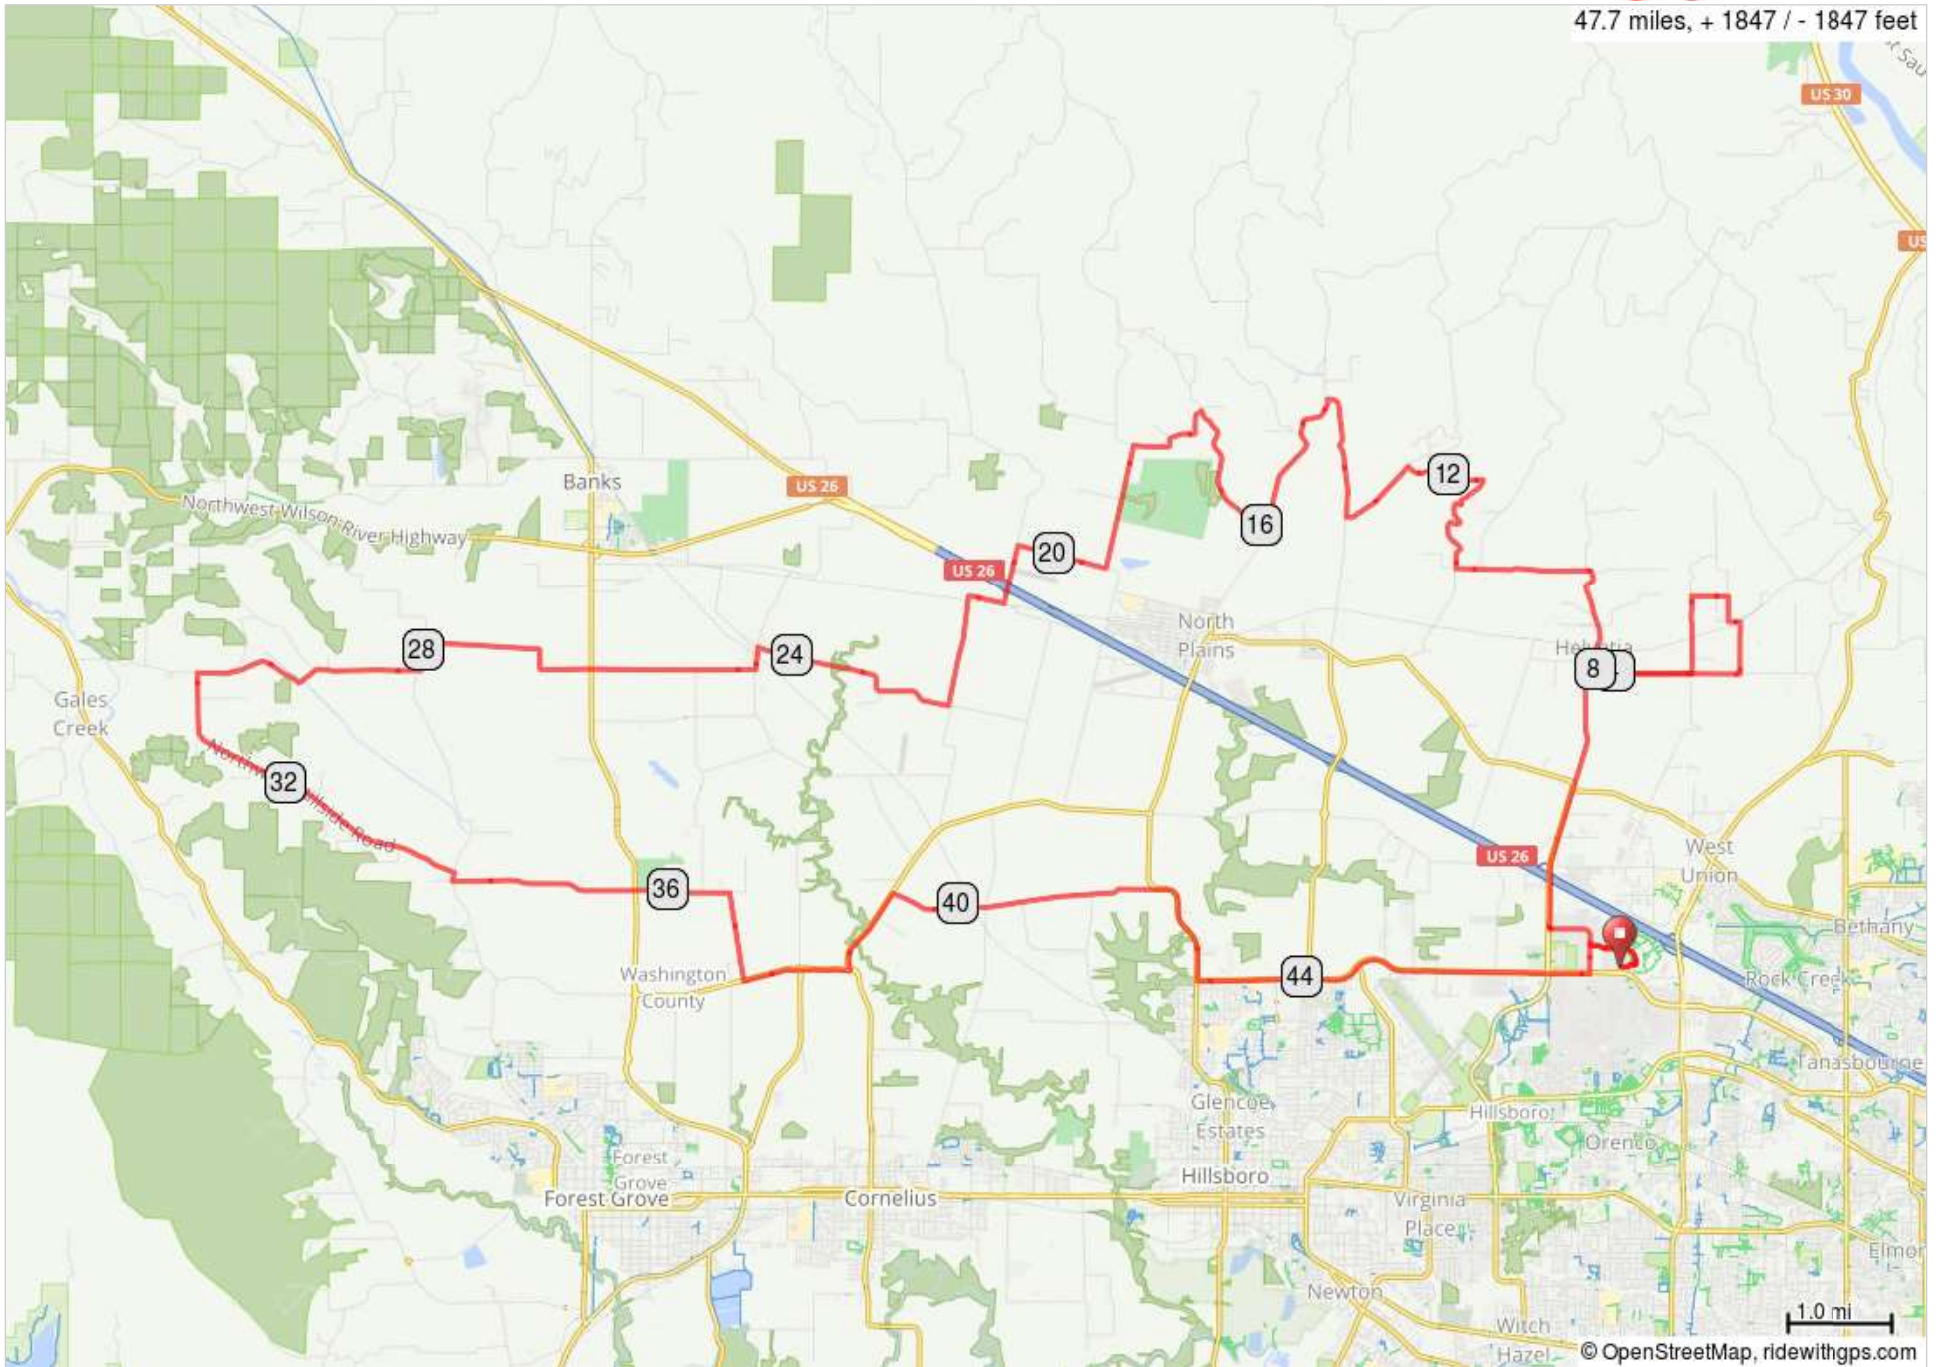 47.7 miles, + 1847 / - 1847 feet
US 30
US
Banks
US 26
12
Northwest Wilson River Highway
16
20
US 26
North
Plains
28
24
8
Gales
Creek
32
US 26
West
Union
36
40
Bethany
Washington
County
44
Rock Creek
Tanasbourne
Glencoe
Estates
Hillsboro
Orenco
Forest
Grove
Forest Grove
Cornelius
Hillsboro
Virginia
Place
Elmor
Newton
1.0 mi
Witch
Hazel
© OpenStreetMap, ridewithgps.com